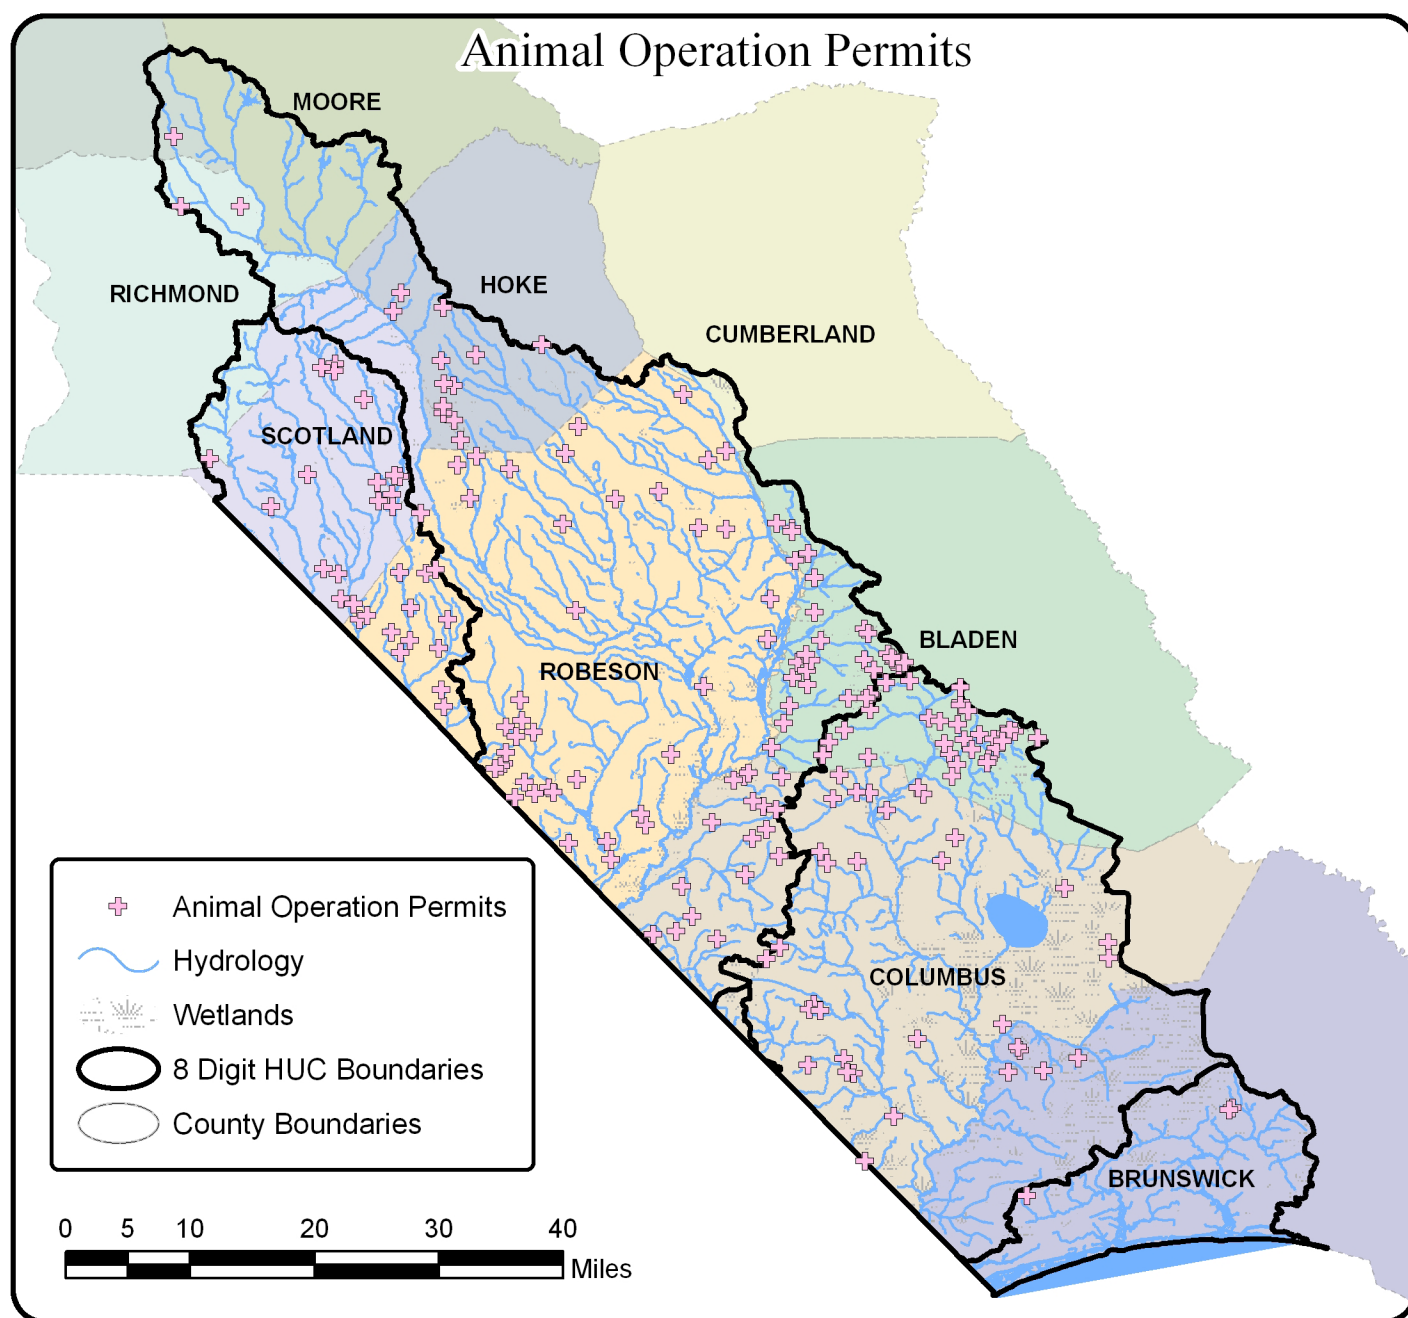 Animal Operation Permits
MOORE
HOKE
RICHMOND
CUMBERLAND
SCOTLAND
BLADEN
ROBESON
COLUMBUS
BRUNSWICK
Animal Operation Permits
Hydrology
Wetlands
8 Digit HUC Boundaries
County Boundaries
0 5 10 20 30 40
Miles